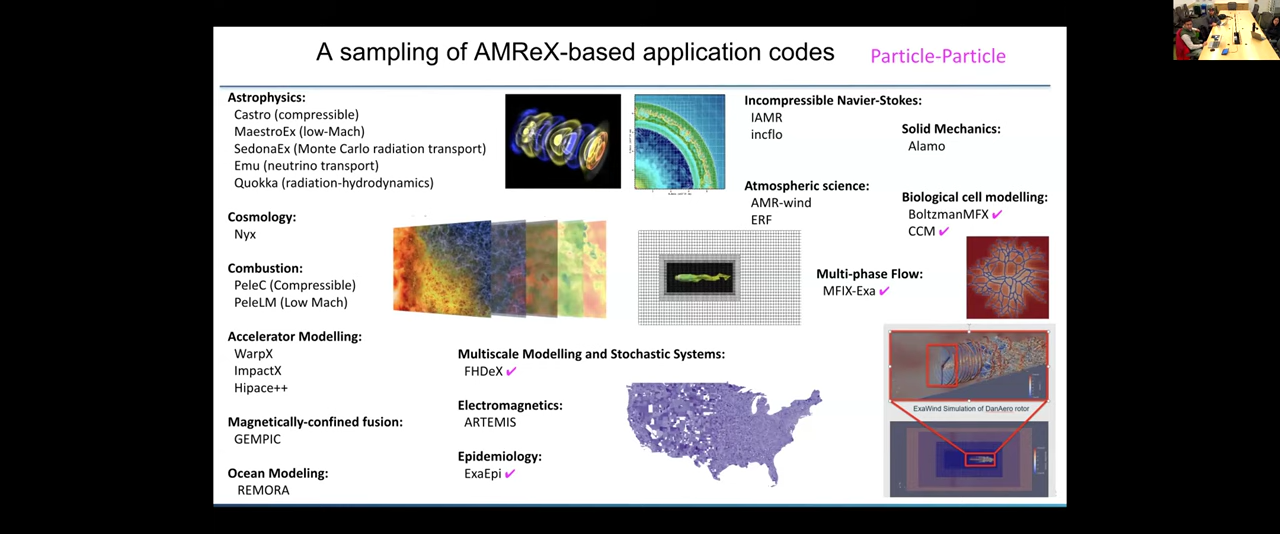 A sampling of AMReX-based application codes
Particle-Particle
Astrophysics:
Castro (compressible)
MaestroEx (low-Mach)
SedonaEx (Monte Carlo radiation transport)
Emu (neutrino transport)
Quokka (radiation-hydrodynamics)
Cosmology:
Nyx
Combustion:
PeleC (Compressible)
PeleLM (Low Mach)
Accelerator Modelling:
WarpX
ImpactX
Hipace++
Magnetically-confined fusion:
GEMPIC
Ocean Modeling:
REMORA
Multiscale Modelling and Stochastic Systems:
FHDeX ✔
Electromagnetics:
ARTEMIS
Epidemiology:
ExaEpi ✔
Incompressible Navier-Stokes:
IAMR
incflo
Solid Mechanics:
Alamo
Atmospheric science:
AMR-wind
ERF
Biological cell modelling:
BoltzmanMFX ✔
CCM ✔
Multi-phase Flow:
MFIX-Exa ✔
ExaWind Simulation of DanAero rotor